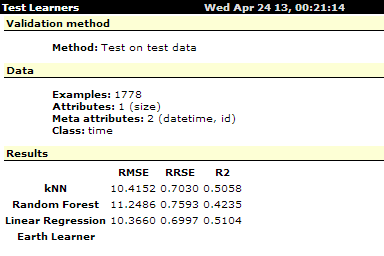 Test Learners Wed Apr 24 13, 00:21:14
Validation method
Method: Test on test data
Data
Examples: 1778
Attributes: 1 (size)
Meta attributes: 2 (datetime, id)
Class: time
Results
RMSE RRSE R2
kNN 10.4152 0.7030 0.5058
Random Forest 11.2486 0.7593 0.4235
Linear Regression 10.3660 0.6997 0.5104
Earth Learner